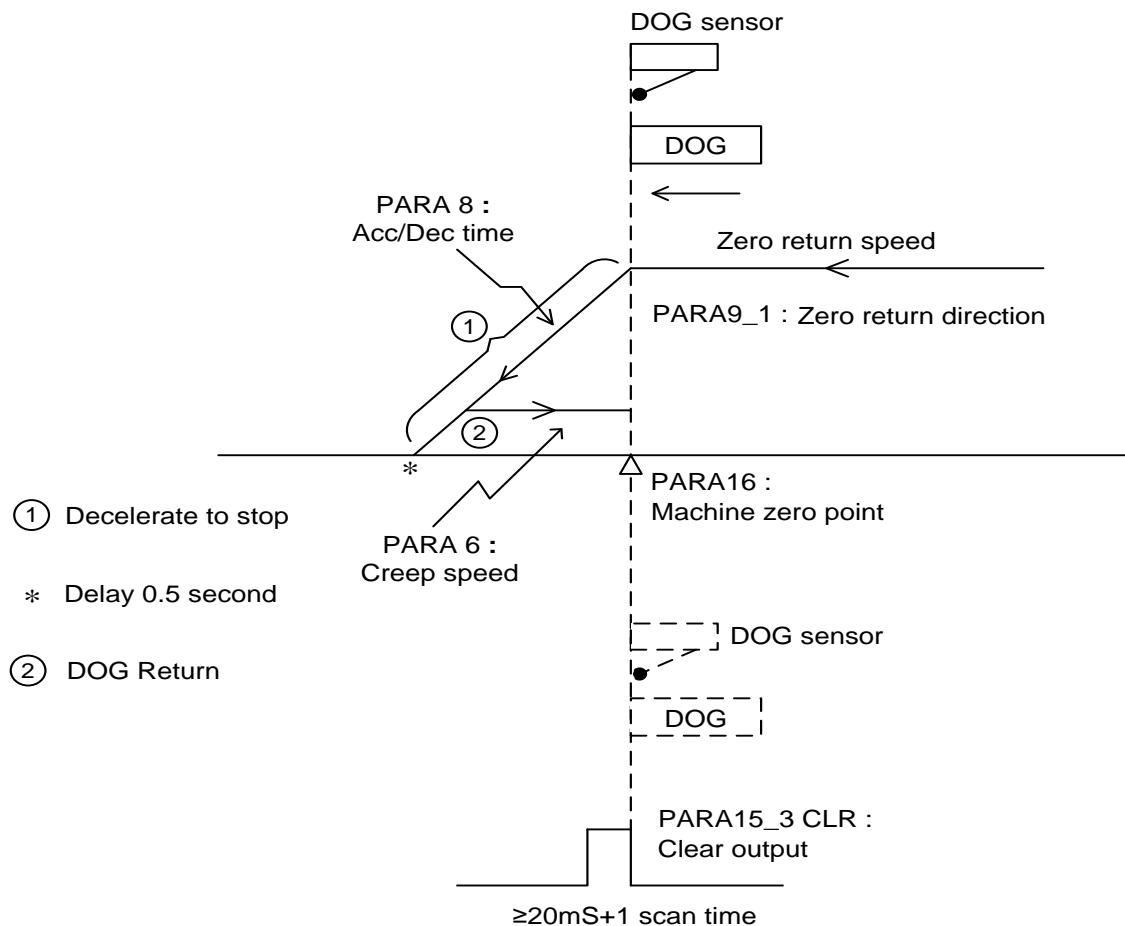 DOG sensor
DOG
PARA 8 :
Acc/Dec time
Zero return speed
PARA9_1 : Zero return direction
1
2
*
PARA16 :
Machine zero point
1 Decelerate to stop
PARA 6 :
Creep speed
* Delay 0.5 second
DOG sensor
2 DOG Return
DOG
PARA15_3 CLR :
Clear output
≥20mS+1 scan time